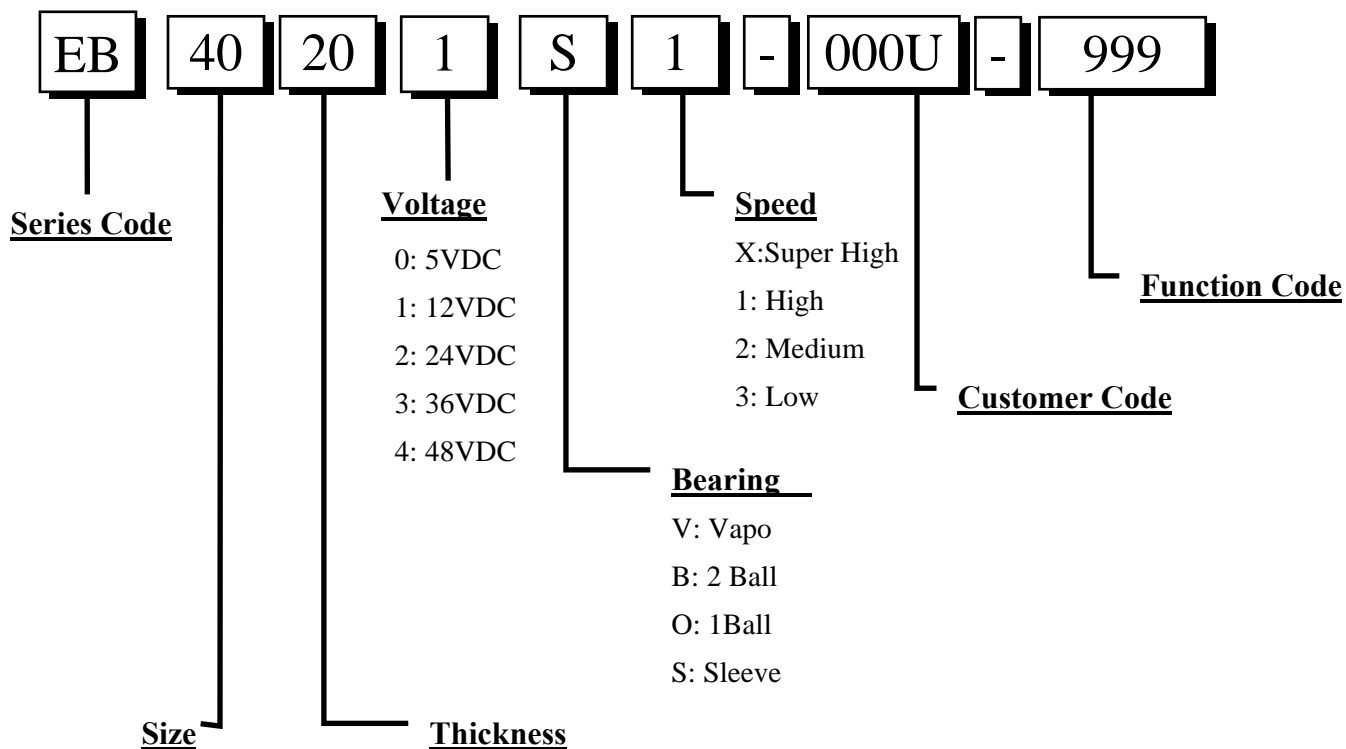 EB 40 20 1 S 1 - 000U - 999
Series Code
Voltage
0: 5VDC
1: 12VDC
2: 24VDC
3: 36VDC
4: 48VDC
Speed
X:Super High
1: High
2: Medium
3: Low
Function Code
Customer Code
Bearing
V: Vapo
B: 2 Ball
O: 1Ball
S: Sleeve
Size
Thickness